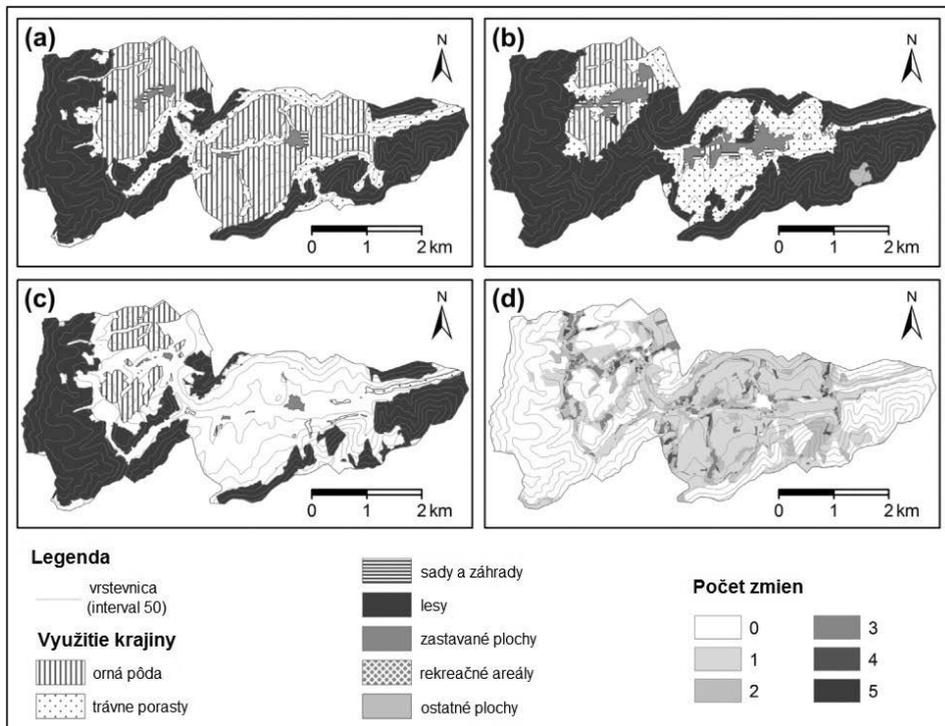 (a)
N
0 1 2 km
(b)
N
0 1 2 km
(c)
N
0 1 2 km
(d)
N
0 1 2 km
Legenda
vrstevnica
(interval 50)
Využitie krajiny
orná pôda
trávne porasty
sady a záhrady
lesy
zastavané plochy
rekreačné areály
ostatné plochy
Počet zmien
0
1
2
3
4
5